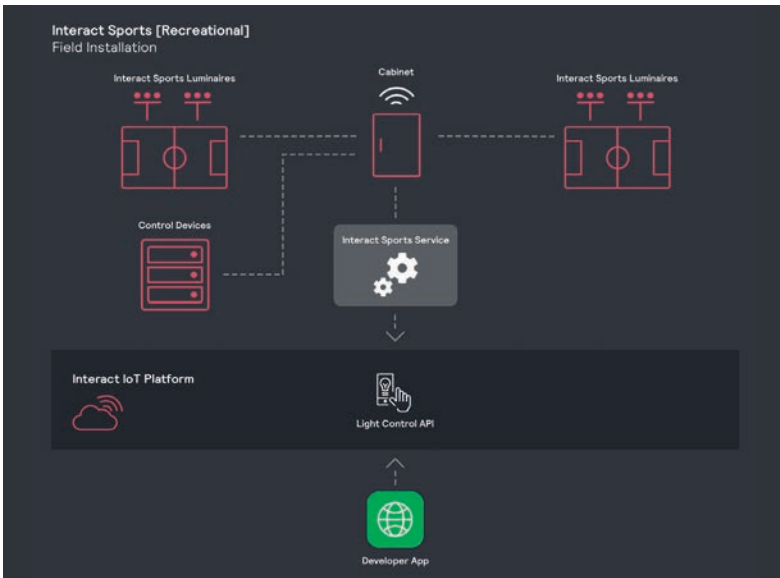 Interact Sports [Recreational]
Field Installation
Interact Sports Luminaires
Cabinet
Interact Sports Luminaires
Control Devices
Interact Sports Service
Interact IoT Platform
Light Control API
Developer App